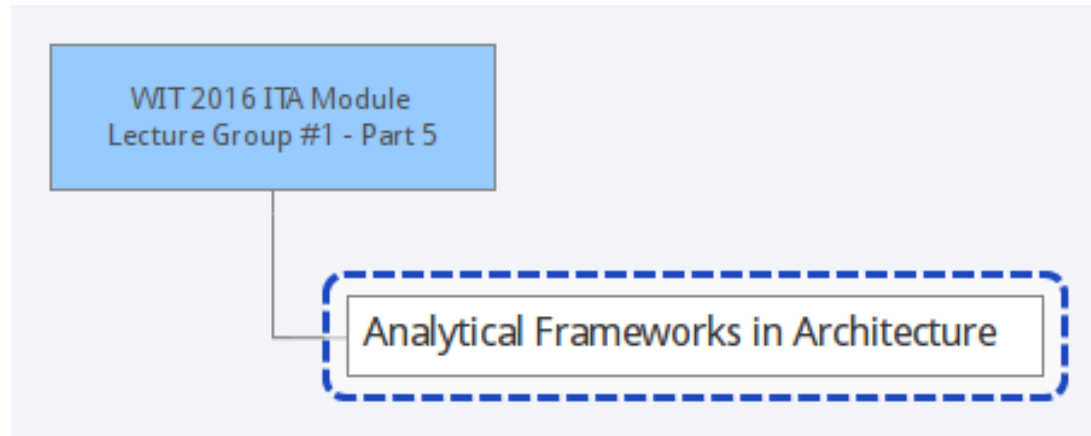 WIT 2016 ITA Module
Lecture Group #1 - Part 5
Analytical Frameworks in Architecture